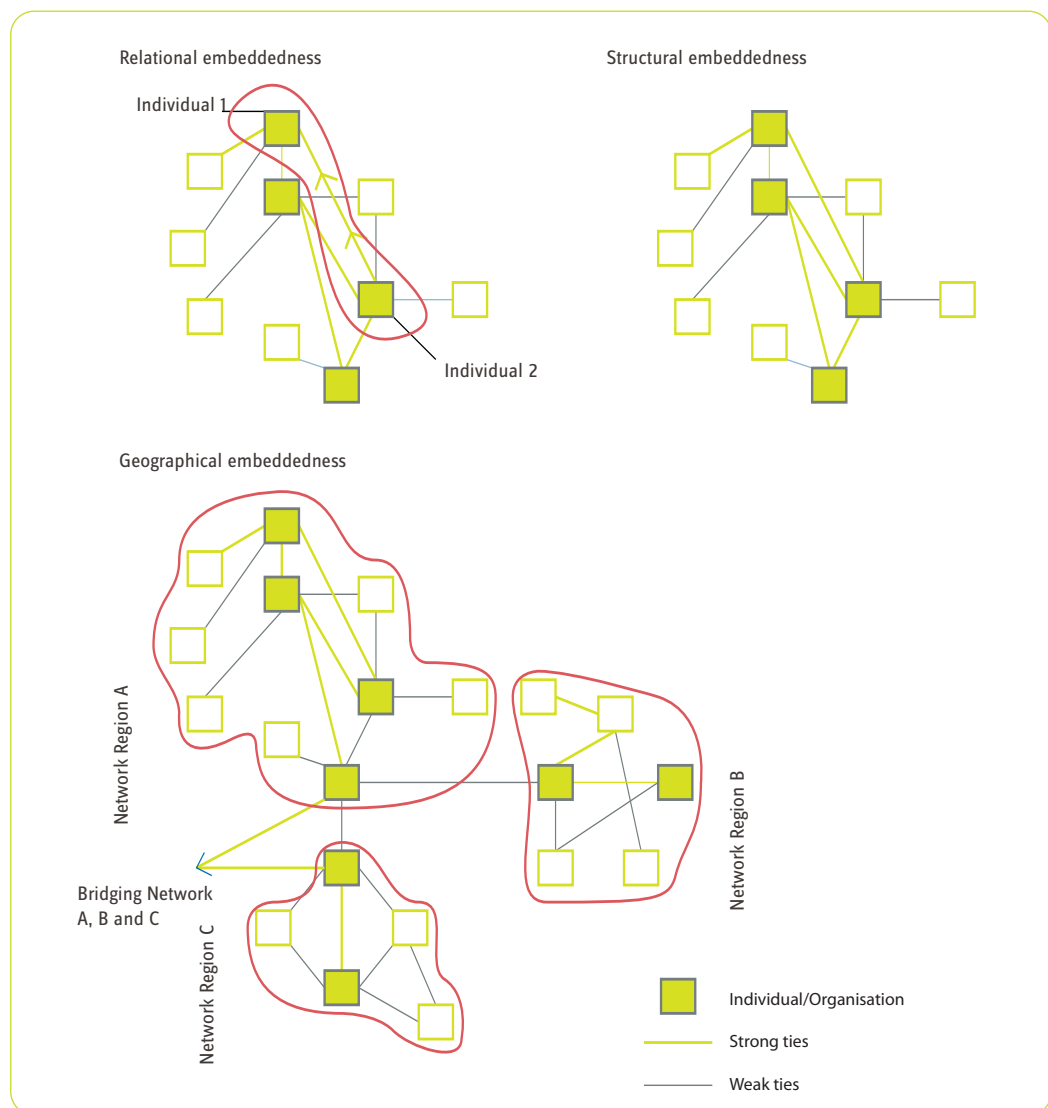 Relational embeddedness
Structural embeddedness
Individual 1
Individual 2
Geographical embeddedness
Network Region A
Network Region B
Bridging Network
A, B and C
Network Region C
Individual/Organisation
Strong ties
Weak ties